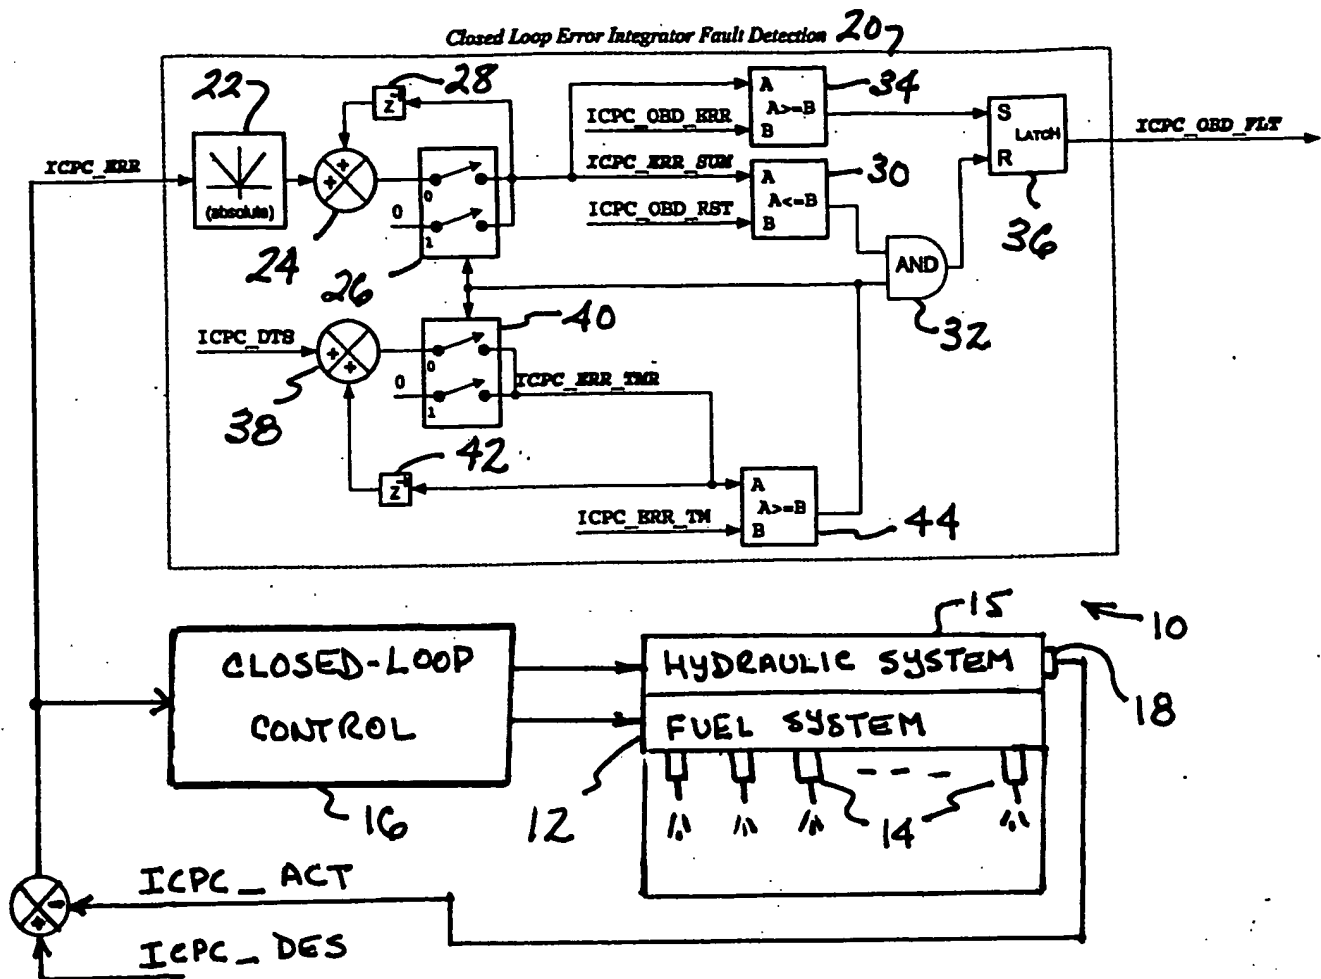 Closed Loop Error Integrator Fault Detection 20
22
28
z⁻¹
34
A
A>=B
B
ICPC_OBD_ERR
S
LATCH
R
ICPC_OBD_FLT
ICPC_ERR
(absolute)
+
+
0
0
1
ICPC_ERR_SUM
30
A
A<=B
B
ICPC_OBD_RST
36
24
26
AND
32
40
ICPC_DTS
+
+
0
0
1
ICPC_ERR_TMR
38
42
z⁻¹
A
A>=B
B
ICPC_ERR_TM
44
15
10
CLOSED-LOOP
CONTROL
HYDRAULIC SYSTEM
18
FUEL SYSTEM
16
12
14
ICPC_ACT
-
+
ICPC_DES